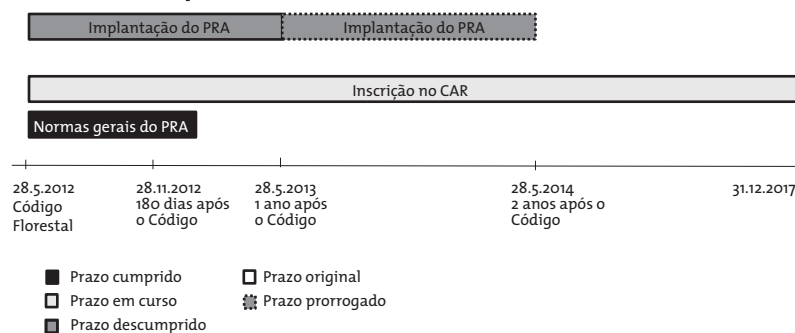 Implantação do PRA
Implantação do PRA
Inscrição no CAR
Normas gerais do PRA
28.5.2012
Código
Florestal
28.11.2012
180 dias após
o Código
28.5.2013
1 ano após
o Código
28.5.2014
2 anos após o
Código
31.12.2017
Prazo cumprido
Prazo em curso
Prazo descumprido
Prazo original
Prazo prorrogado